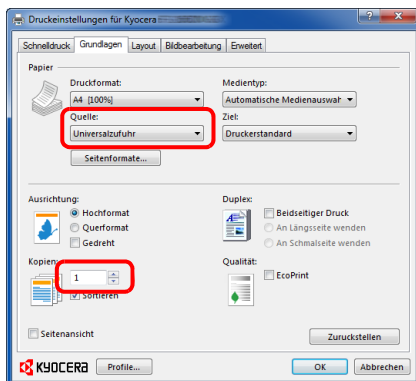 Druckeinstellungen für Kyocera
Schnelldruck Grundlagen Layout Bildbearbeitung Erweitert
Papier
Druckformat: Medientyp:
A4 [100%] Automatische Medienauswahl
Quelle: Ziel:
Universalzufuhr Druckerstandard
Seitenformate...
Ausrichtung: Duplex:
Hochformat Beidseitiger Druck
Querformat An Längsseite wenden
Gedreht An Schmalseite wenden
Kopien: Qualität:
1 EcoPrint
Sortieren
Seitenansicht Zurückstellen
KYOCERA Profile... OK Abbrechen